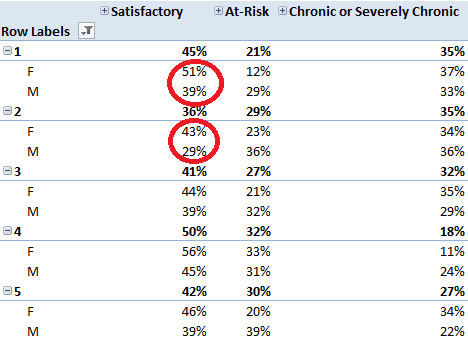 Satisfactory At-Risk Chronic or Severely Chronic
Row Labels
1 45% 21% 35%
F 51% 12% 37%
M 39% 29% 33%
2 36% 29% 35%
F 43% 23% 34%
M 29% 36% 36%
3 41% 27% 32%
F 44% 21% 35%
M 39% 32% 29%
4 50% 32% 18%
F 56% 33% 11%
M 45% 31% 24%
5 42% 30% 27%
F 46% 20% 34%
M 39% 39% 22%